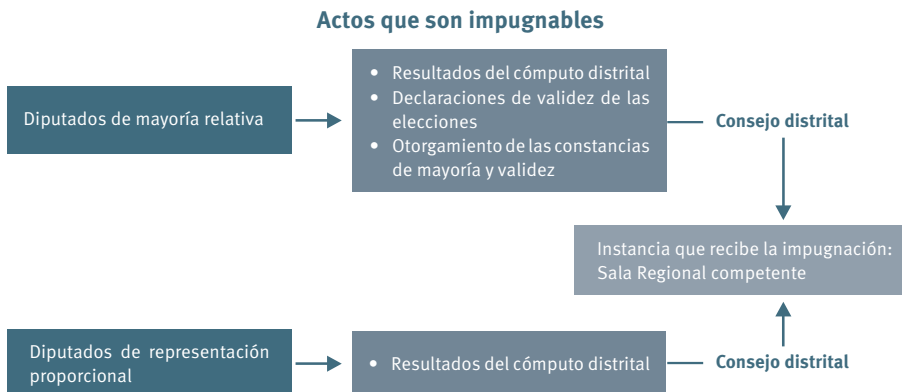 Actos que son impugnables
Diputados de mayoría relativa
• Resultados del cómputo distrital
• Declaraciones de validez de las
elecciones
• Otorgamiento de las constancias
de mayoría y validez
Consejo distrital
Instancia que recibe la impugnación:
Sala Regional competente
Diputados de representación
proporcional
• Resultados del cómputo distrital
Consejo distrital